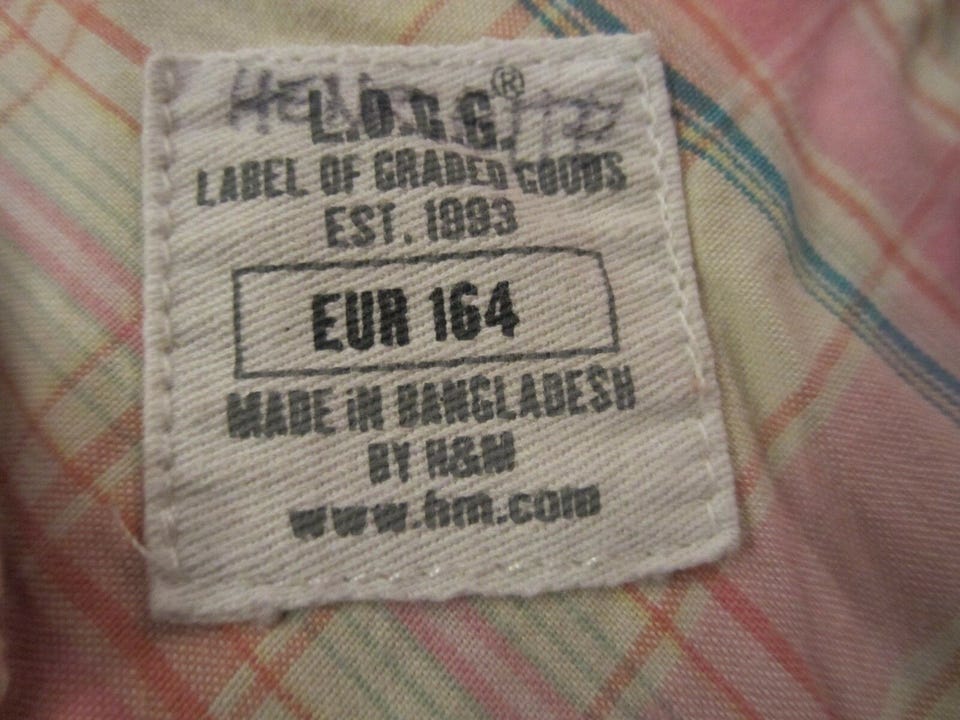 L.O.G.G.®
LABEL OF GRADED GOODS
EST. 1993
EUR 164
MADE IN BANGLADESH
BY H&M
www.hm.com